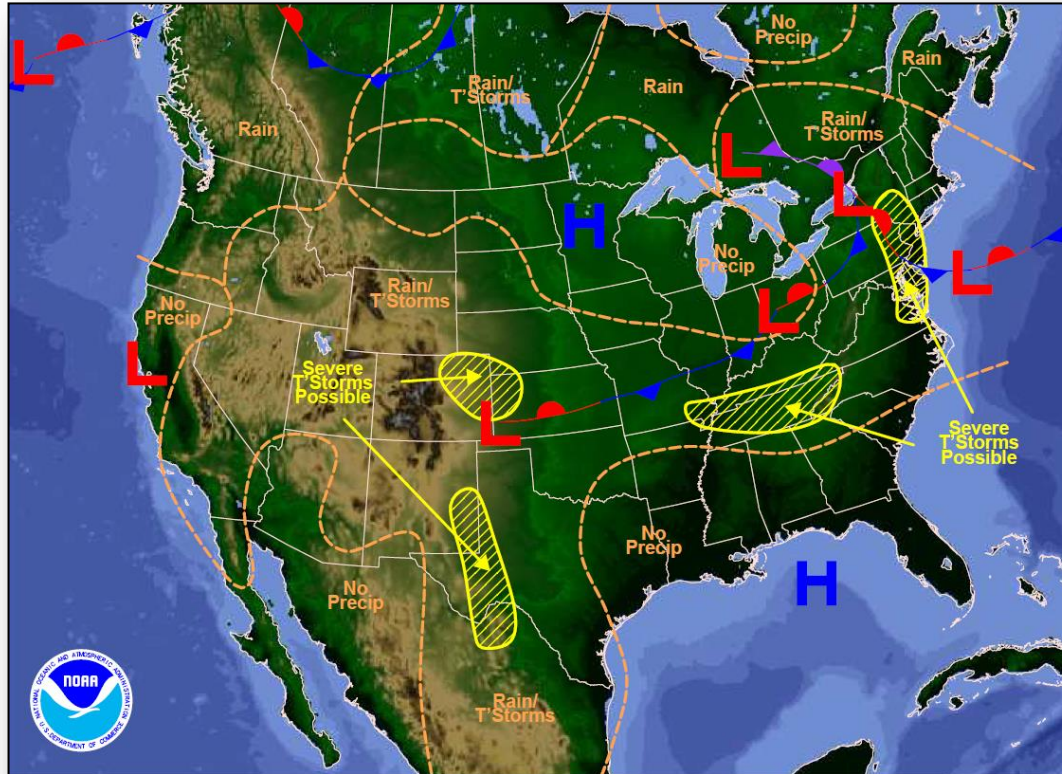 No
Precip
Rain
Rain/
T'Storms
Rain
Rain
Rain/
T'Storms
L
L
L
H
No
Precip
L
Rain/
T'Storms
No
Precip
L
L
Severe
T'Storms
Possible
L
Severe
T'Storms
Possible
No
Precip
H
No
Precip
Rain/
T'Storms
NATIONAL OCEANIC AND ATMOSPHERIC ADMINISTRATION
NOAA
U.S. DEPARTMENT OF COMMERCE